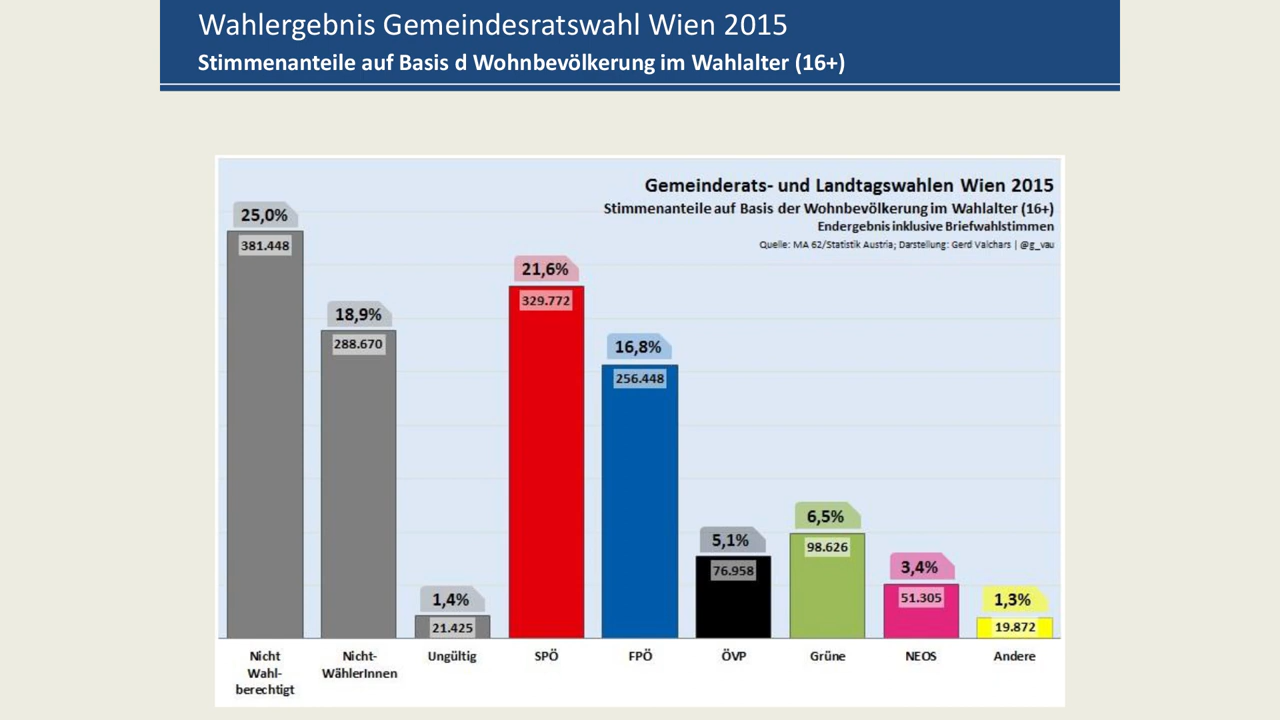 Wahlergebnis Gemeindesratswahl Wien 2015
Stimmenanteile auf Basis d Wohnbevölkerung im Wahlalter (16+)
Gemeinderats- und Landtagswahlen Wien 2015
Stimmenanteile auf Basis der Wohnbevölkerung im Wahlalter (16+)
Endergebnis inklusive Briefwahlstimmen
Quelle: MA 62/Statistik Austria; Darstellung: Gerd Valchars | @g_vau
25,0%
381.448
18,9%
288.670
1,4%
21.425
21,6%
329.772
16,8%
256.448
5,1%
76.958
6,5%
98.626
3,4%
51.305
1,3%
19.872
Nicht
Wahl-
berechtigt
Nicht-
WählerInnen
Ungültig
SPÖ
FPÖ
ÖVP
Grüne
NEOS
Andere